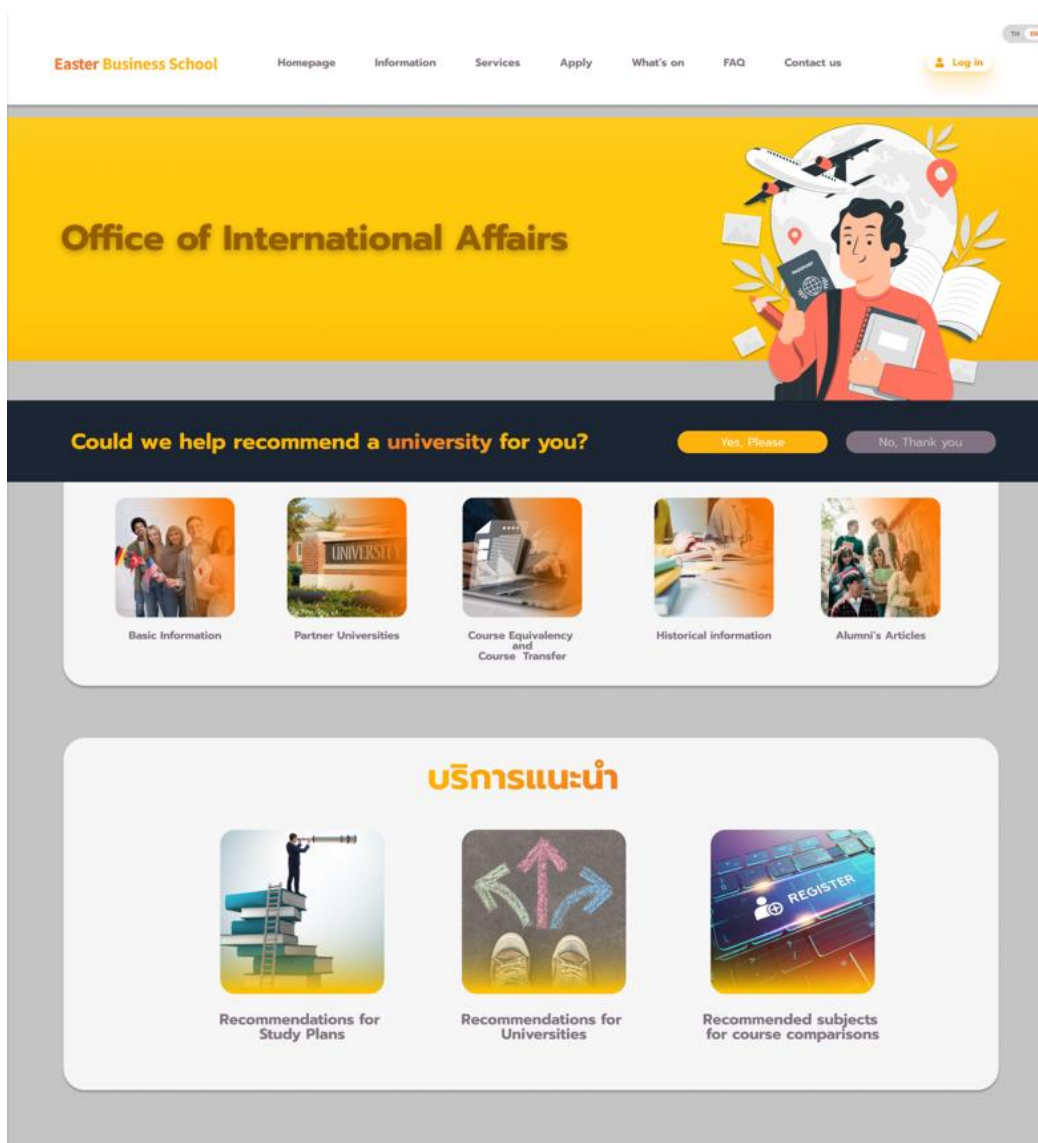 TH EN
Easter Business School
Homepage
Information
Services
Apply
What's on
FAQ
Contact us
Log in
Office of International Affairs
PASSPORT
Could we help recommend a university for you?
Yes, Please
No, Thank you
UNIVERSITY
Basic Information
Partner Universities
Course Equivalency
and
Course Transfer
Historical information
Alumni's Articles
บริการแนะนำ
REGISTER
Recommendations for
Study Plans
Recommendations for
Universities
Recommended subjects
for course comparisons